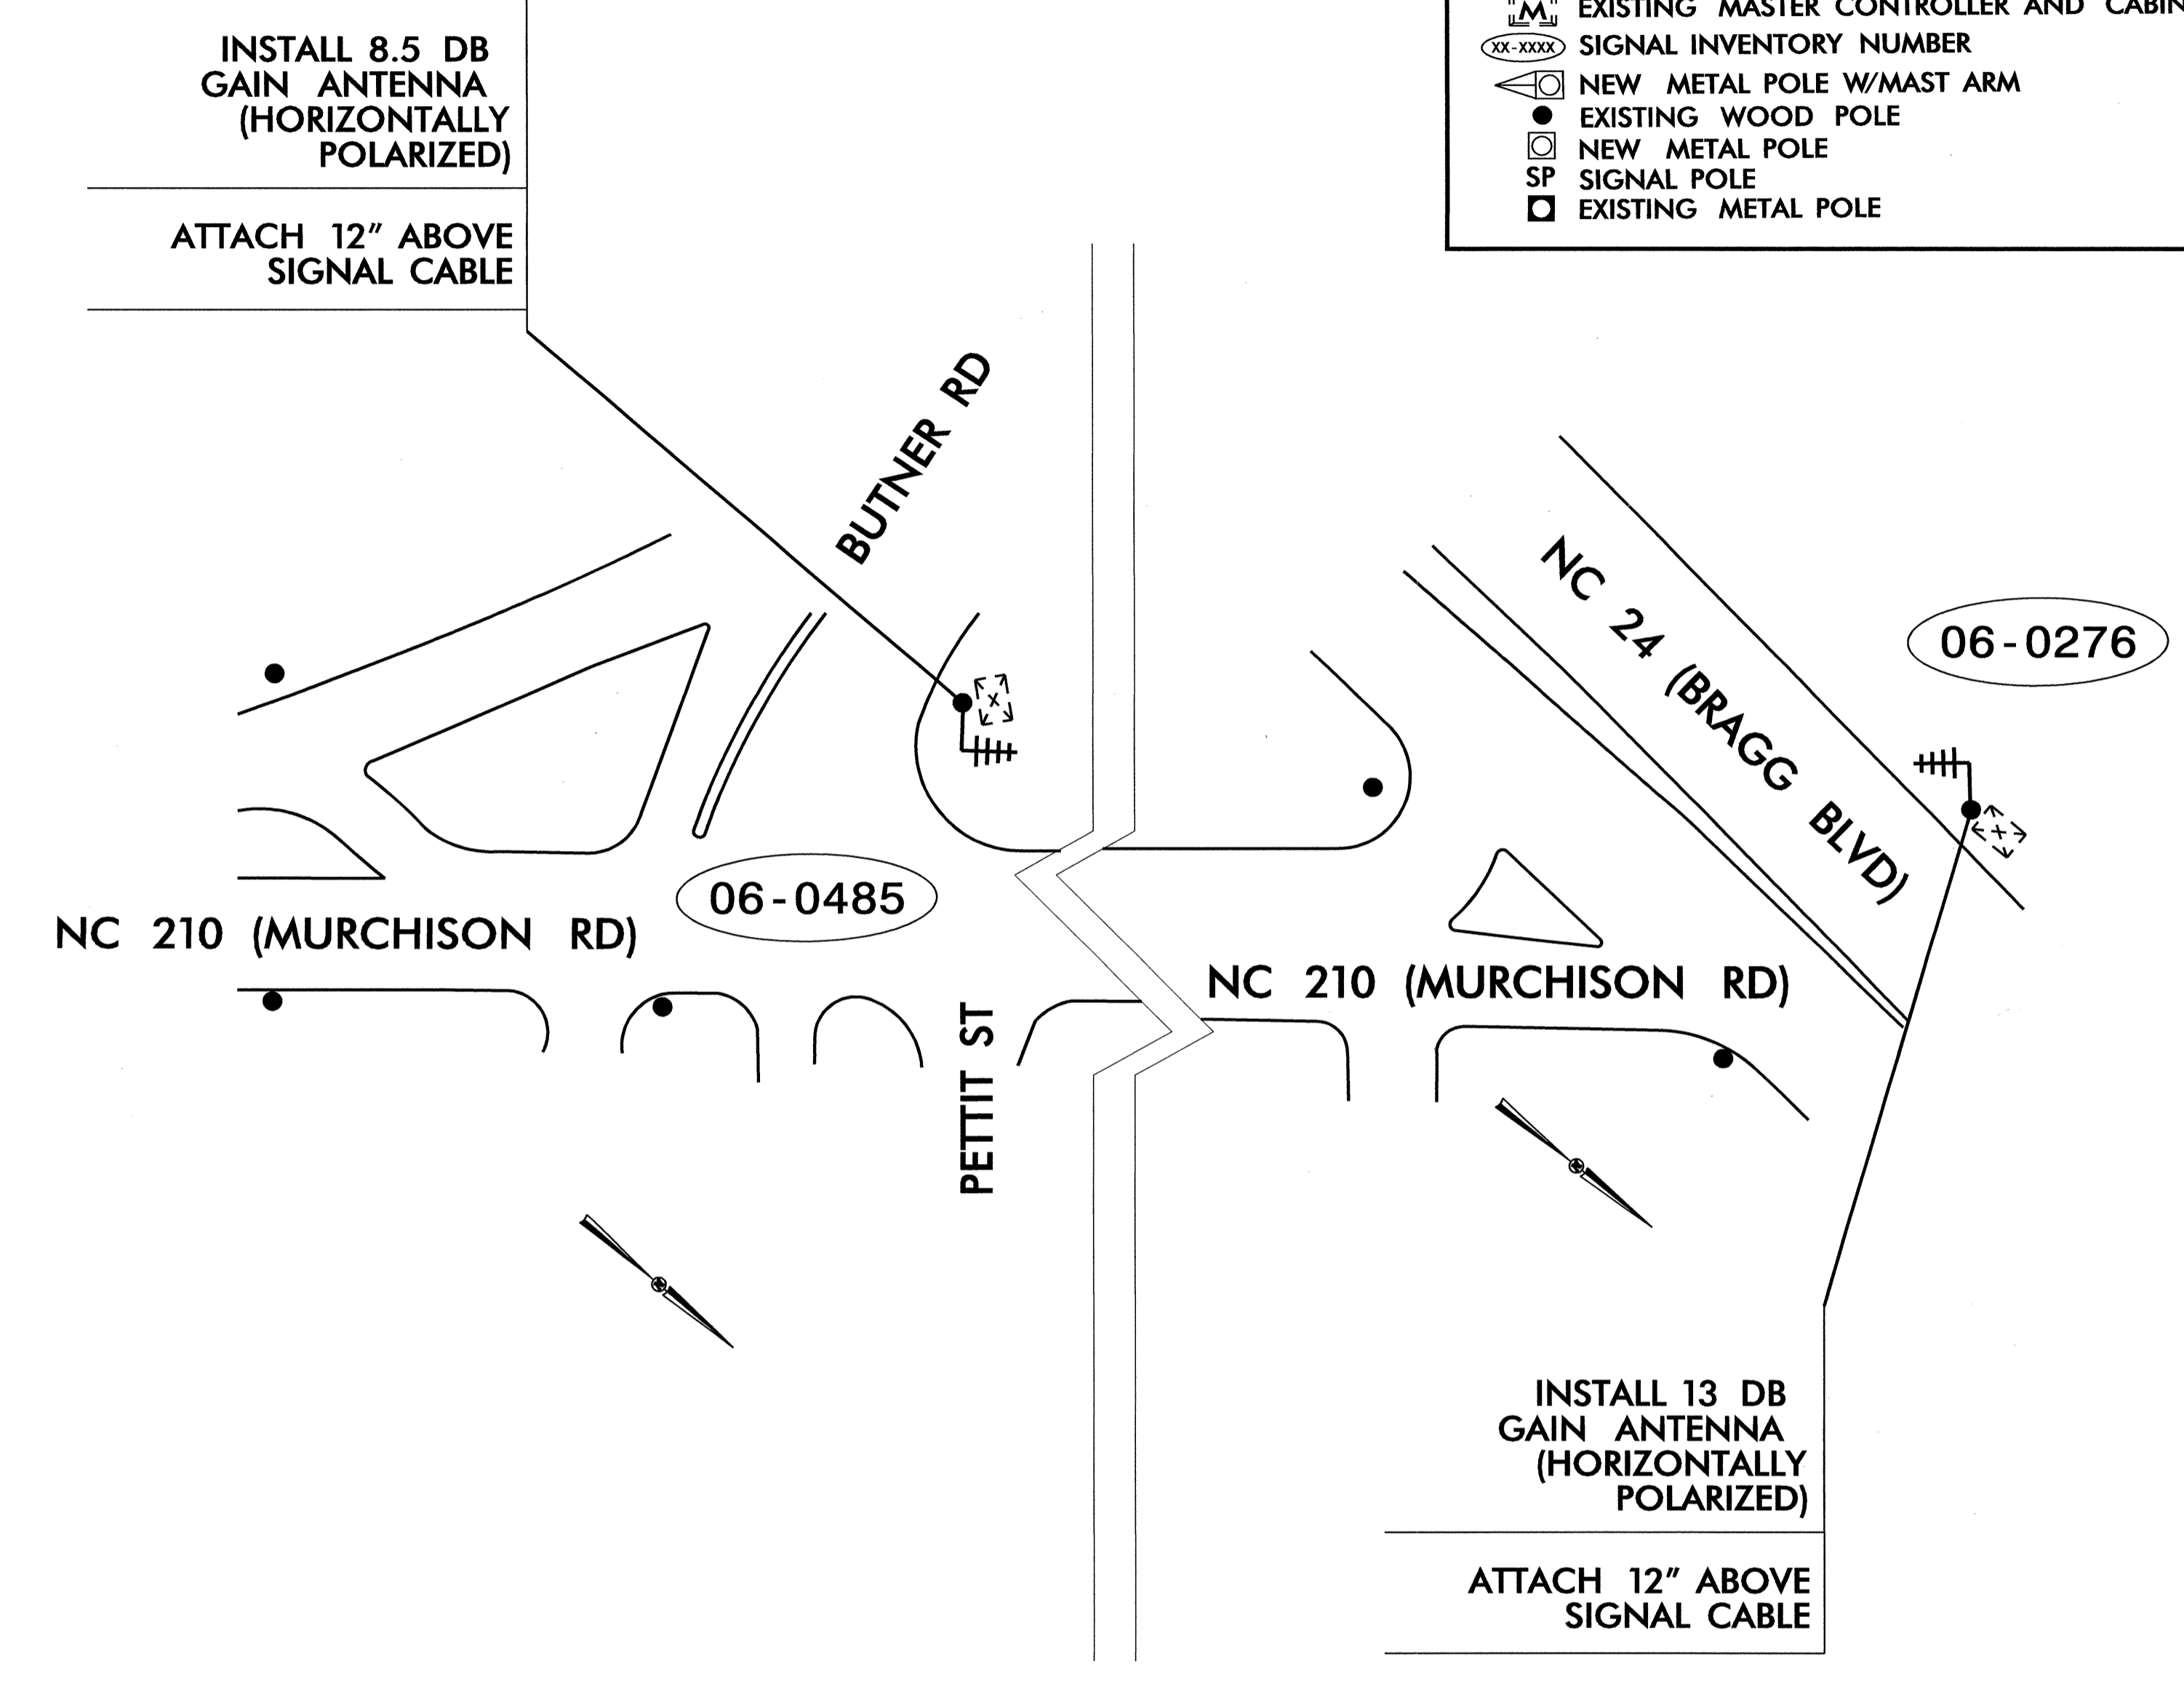 INSTALL 8.5 DB
GAIN ANTENNA
(HORIZONTALLY
POLARIZED)
ATTACH 12" ABOVE
SIGNAL CABLE
M EXISTING MASTER CONTROLLER AND
XX-XXXX SIGNAL INVENTORY NUMBER
NEW METAL POLE W/MAST ARM
EXISTING WOOD POLE
NEW METAL POLE
SP SIGNAL POLE
EXISTING METAL POLE
BUTNER RD
NC 24 (BRAGG BLVD)
06-0276
X
X
06-0485
NC 210 (MURCHISON RD)
NC 210 (MURCHISON RD)
PETTIT ST
INSTALL 13 DB
GAIN ANTENNA
(HORIZONTALLY
POLARIZED)
ATTACH 12" ABOVE
SIGNAL CABLE